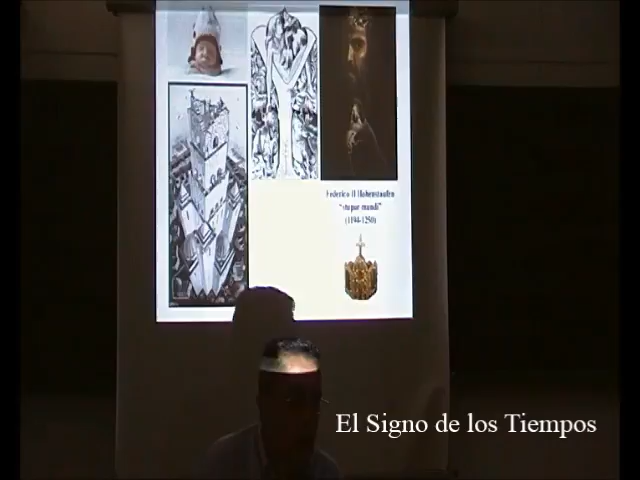 Federico II Hohenstaufen
"stupor mundi"
(1194-1250)
El Signo de los Tiempos